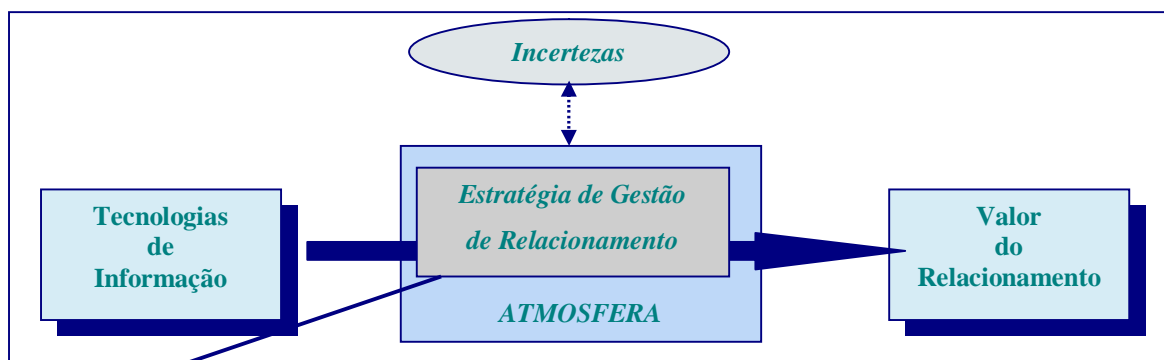 Incertezas
Tecnologias
de
Informação
Estratégia de Gestão
de Relacionamento
ATMOSFERA
Valor
do
Relacionamento